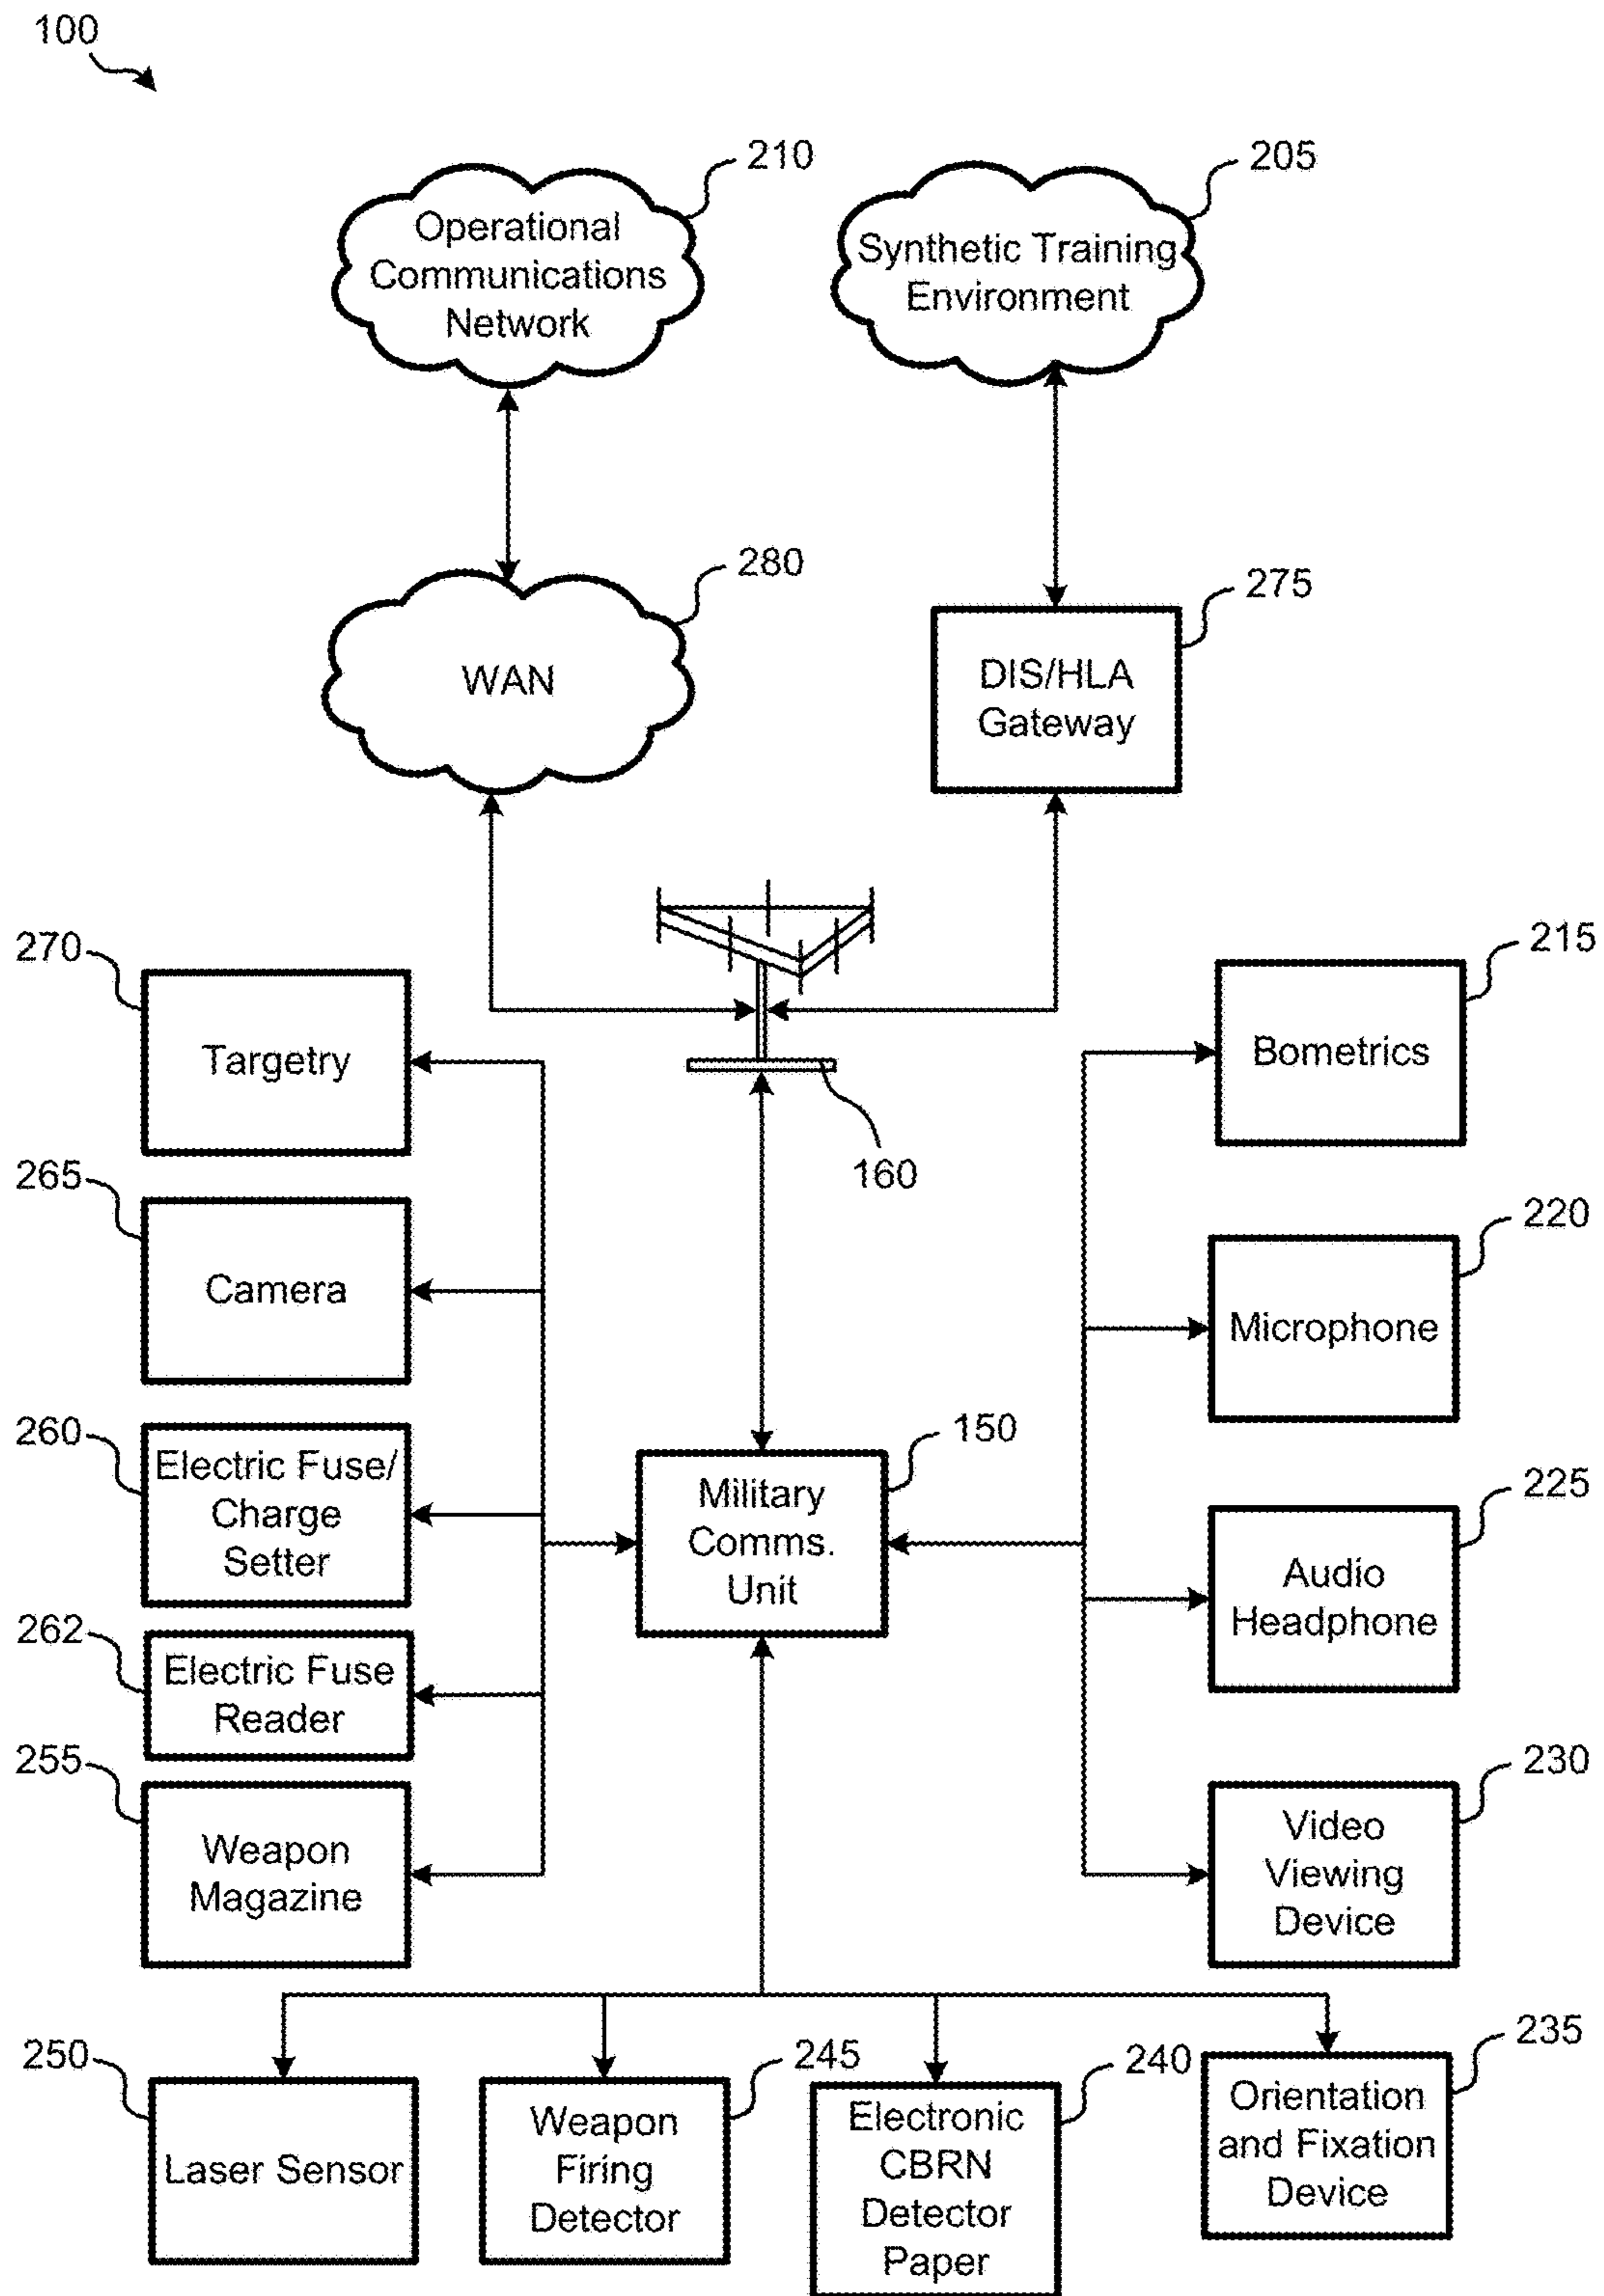 100
210
205
Operational
Communications
Network
Synthetic Training
Environment
280
275
WAN
DIS/HLA
Gateway
270
215
Targetry
Bometrics
160
265
220
Camera
Microphone
260
150
225
Electric Fuse/
Charge
Setter
Military
Comms.
Unit
Audio
Headphone
262
Electric Fuse
Reader
255
230
Weapon
Magazine
Video
Viewing
Device
250
245
240
235
Laser Sensor
Weapon
Firing
Detector
Electronic
CBRN
Detector
Paper
Orientation
and Fixation
Device